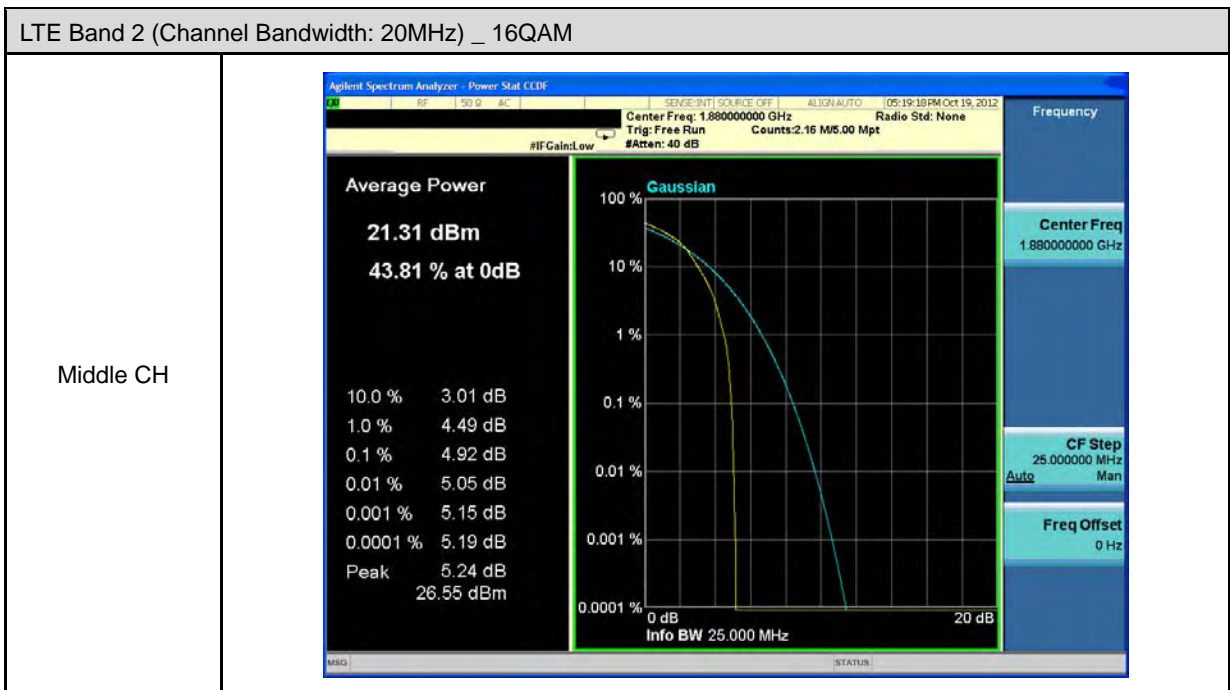 LTE Band 2 (Channel Bandwidth: 20MHz) _ 16QAM
Middle CH
Agilent Spectrum Analyzer - Power Stat CCDF
LXI RF 50 Ω AC SENSE:INT SOURCE OFF ALIGN AUTO 05:19:18 PM Oct 19, 2012
Center Freq: 1.880000000 GHz Radio Std: None
Trig: Free Run Counts:2.16 M/5.00 Mpt
#IFGain:Low #Atten: 40 dB
Average Power
21.31 dBm
43.81 % at 0dB
10.0 % 3.01 dB
1.0 % 4.49 dB
0.1 % 4.92 dB
0.01 % 5.05 dB
0.001 % 5.15 dB
0.0001 % 5.19 dB
Peak 5.24 dB
26.55 dBm
Gaussian
100 %
10 %
1 %
0.1 %
0.01 %
0.001 %
0.0001 %
0 dB 20 dB
Info BW 25.000 MHz
Frequency
Center Freq
1.880000000 GHz
CF Step
25.000000 MHz
Auto Man
Freq Offset
0 Hz
MSG STATUS